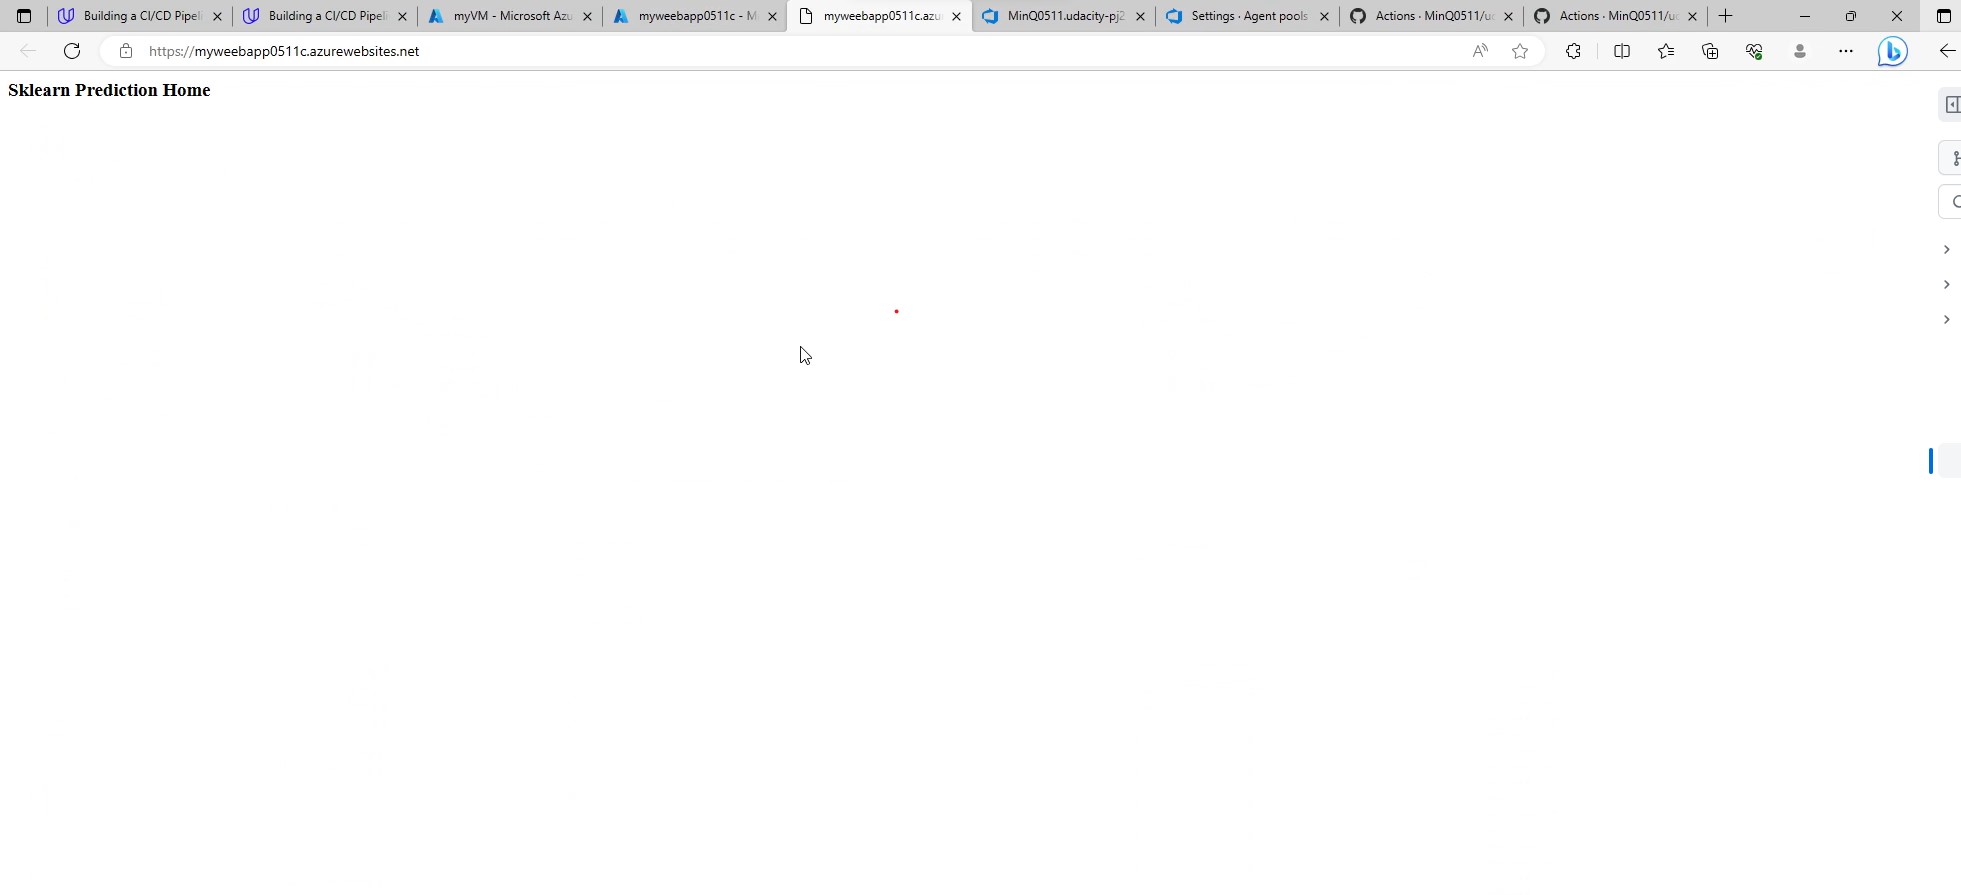 Building a CI/CD Pipeli
Building a CI/CD Pipeli
myVM - Microsoft Azu
myweebapp0511c - M
myweebapp0511c.azu
MinQ0511.udacity-pj2
Settings · Agent pools
Actions · MinQ0511/u
Actions · MinQ0511/u
https://myweebapp0511c.azurewebsites.net
Sklearn Prediction Home